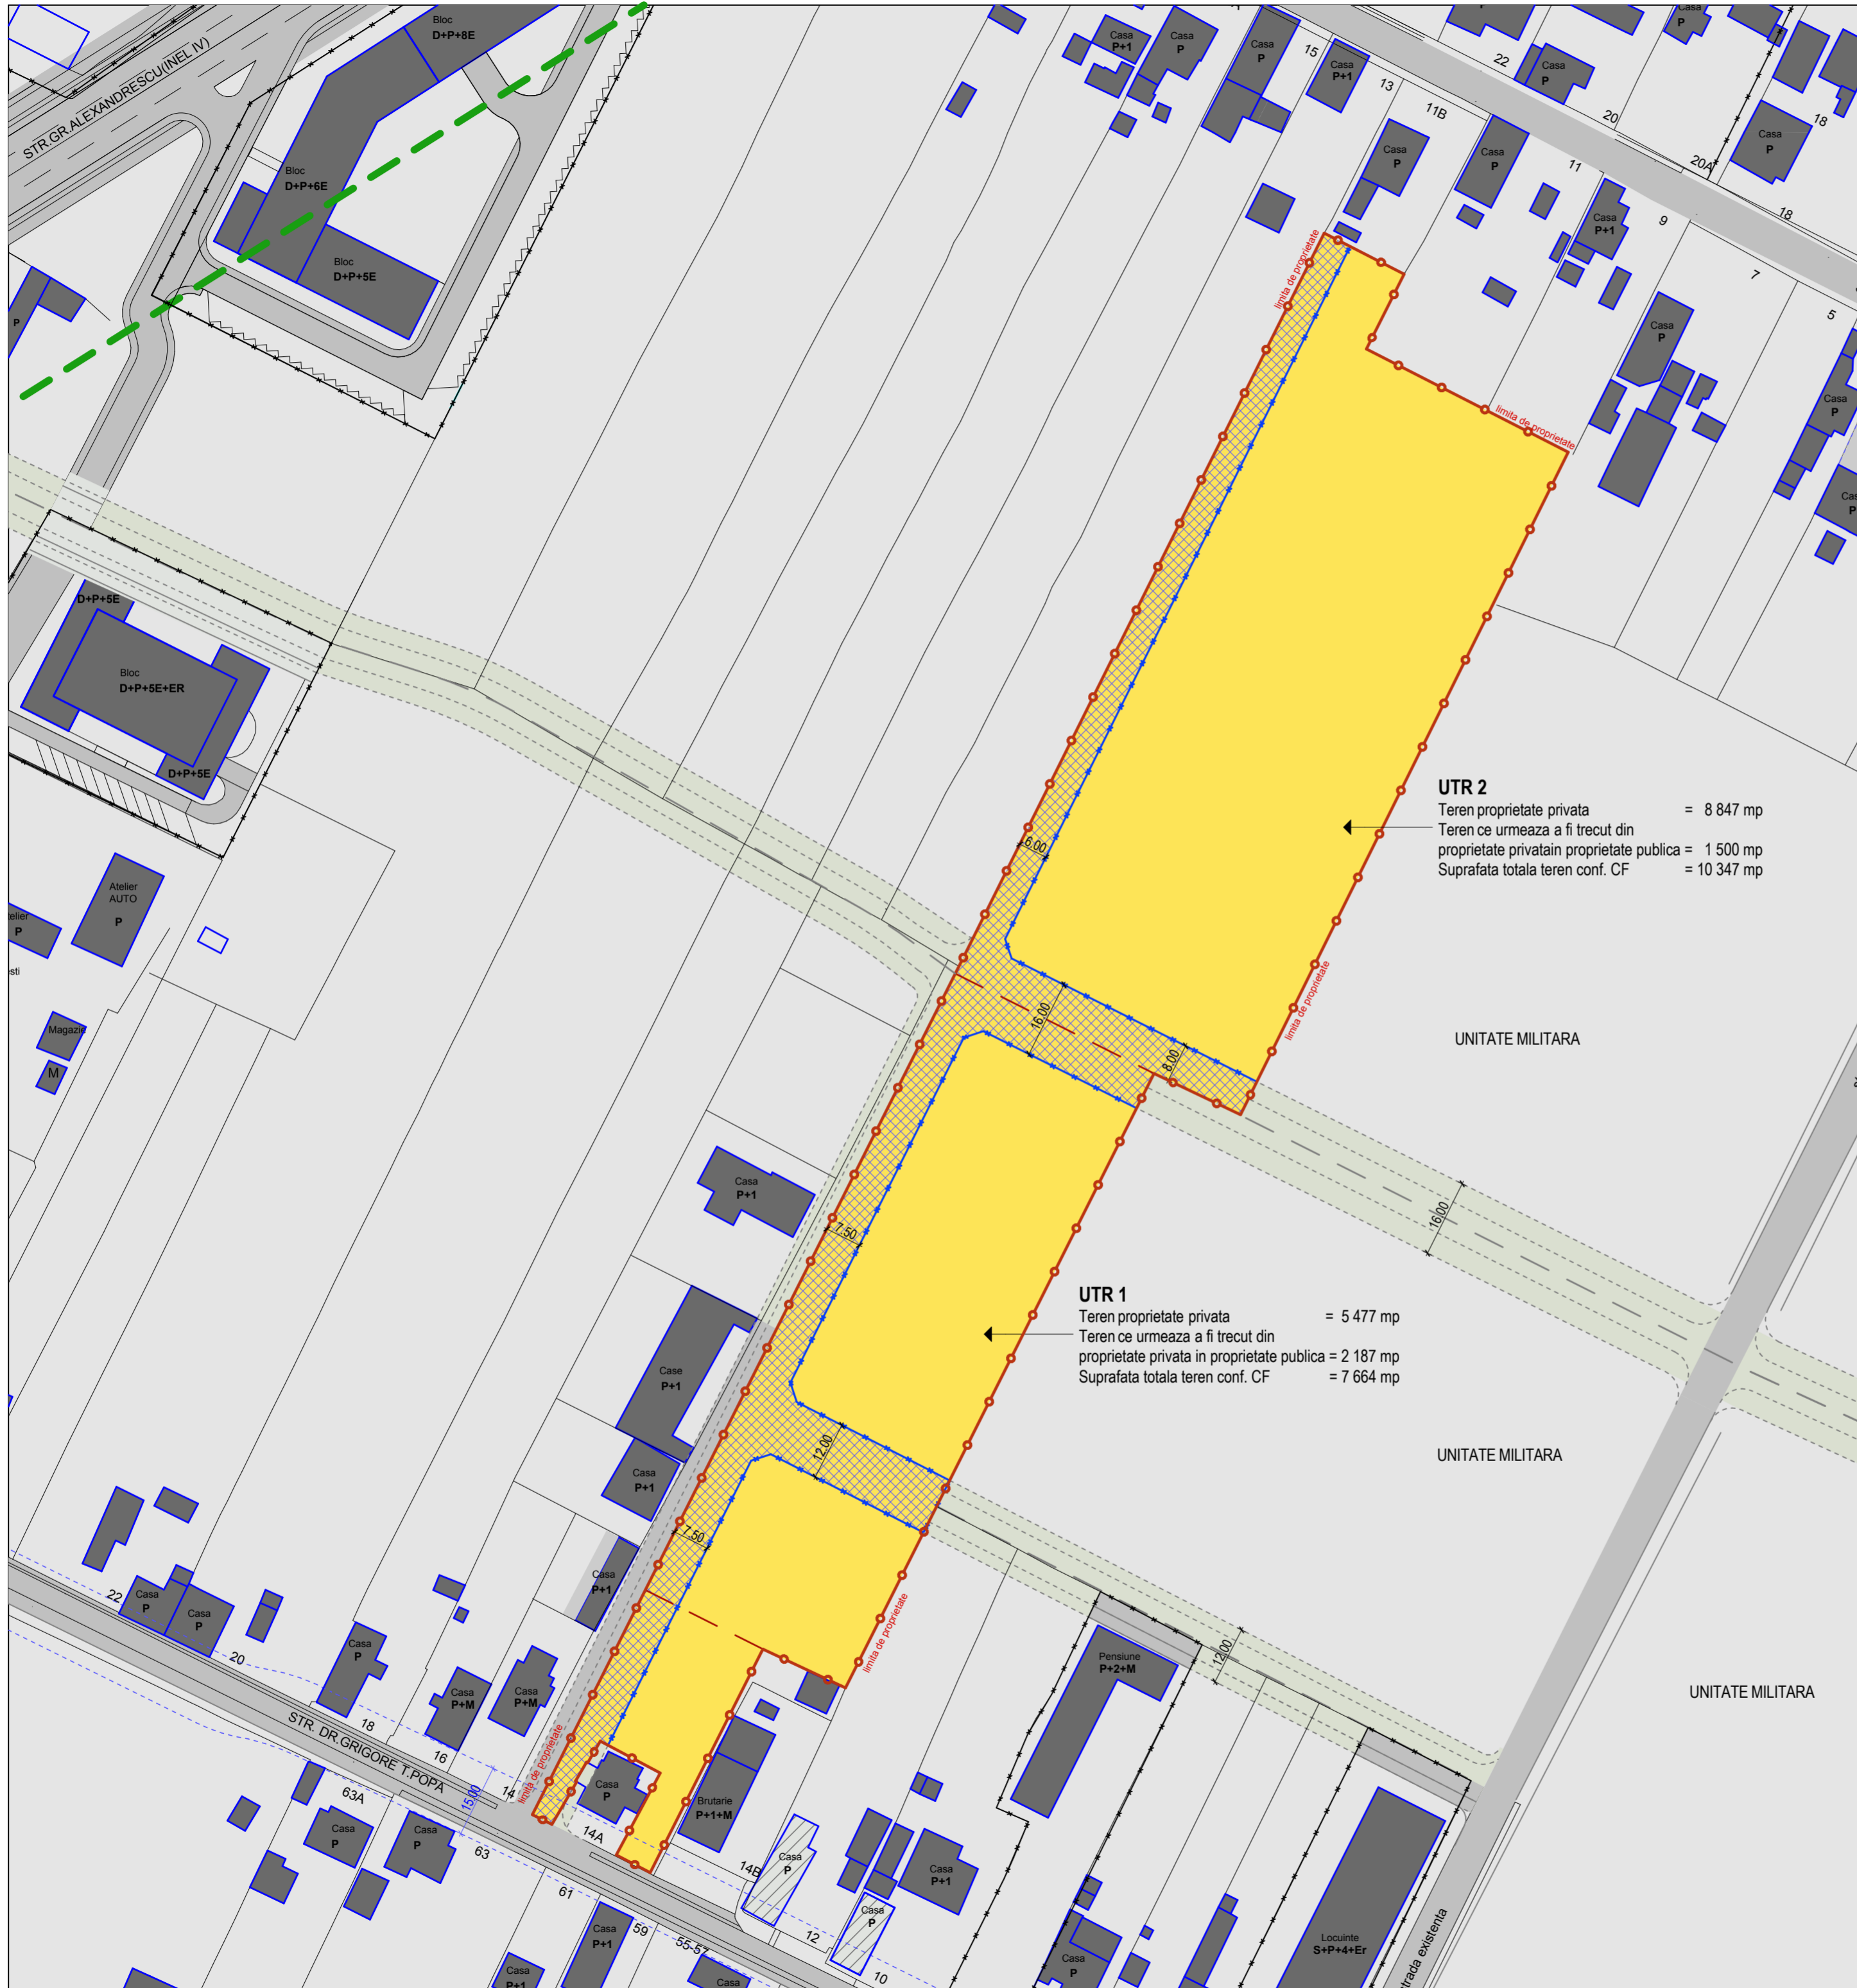 Bloc
D+P+8E
STR.GR.ALEXANDRESCU(INEL IV)
Bloc
D+P+6E
Bloc
D+P+5E
P
Casa
P+1
Casa
P
Casa
P
15
Casa
P+1
13
11B
22
Casa
P
Casa
P
20
20A
18
Casa
P
18
Casa
P
Casa
P
11
Casa
P+1
9
7
5
Casa
P
Casa
P
limita de proprietate
limita de proprietate
D+P+5E
Bloc
D+P+5E+ER
D+P+5E
Atelier
AUTO
P
P
Magazie
M
6.00
UTR 2
Teren proprietate privata = 8 847 mp
Teren ce urmeaza a fi trecut din
proprietate privatain proprietate publica = 1 500 mp
Suprafata totala teren conf. CF = 10 347 mp
limita de proprietate
16.00
8.00
UNITATE MILITARA
Casa
P+1
7.50
16.00
UTR 1
Teren proprietate privata = 5 477 mp
Teren ce urmeaza a fi trecut din
proprietate privata in proprietate publica = 2 187 mp
Suprafata totala teren conf. CF = 7 664 mp
Case
P+1
12.00
UNITATE MILITARA
Casa
P+1
7.50
Casa
P+1
limita de proprietate
22
Casa
P
Casa
P
20
Casa
P
18
Casa
P+M
Casa
P+M
16
14
STR. DR.GRIGORE T.POPA
15.00
limita de proprietate
Casa
P
Brutarie
P+1+M
Pensiune
P+2+M
12.00
UNITATE MILITARA
63A
Casa
P
Casa
P
63
14A
14B
Casa
P
Casa
P+1
Casa
P
61
59
55-57
12
10
Casa
P+1
Casa
P+1
Casa
Casa
P
Locuinte
S+P+4+Er
trada existenta